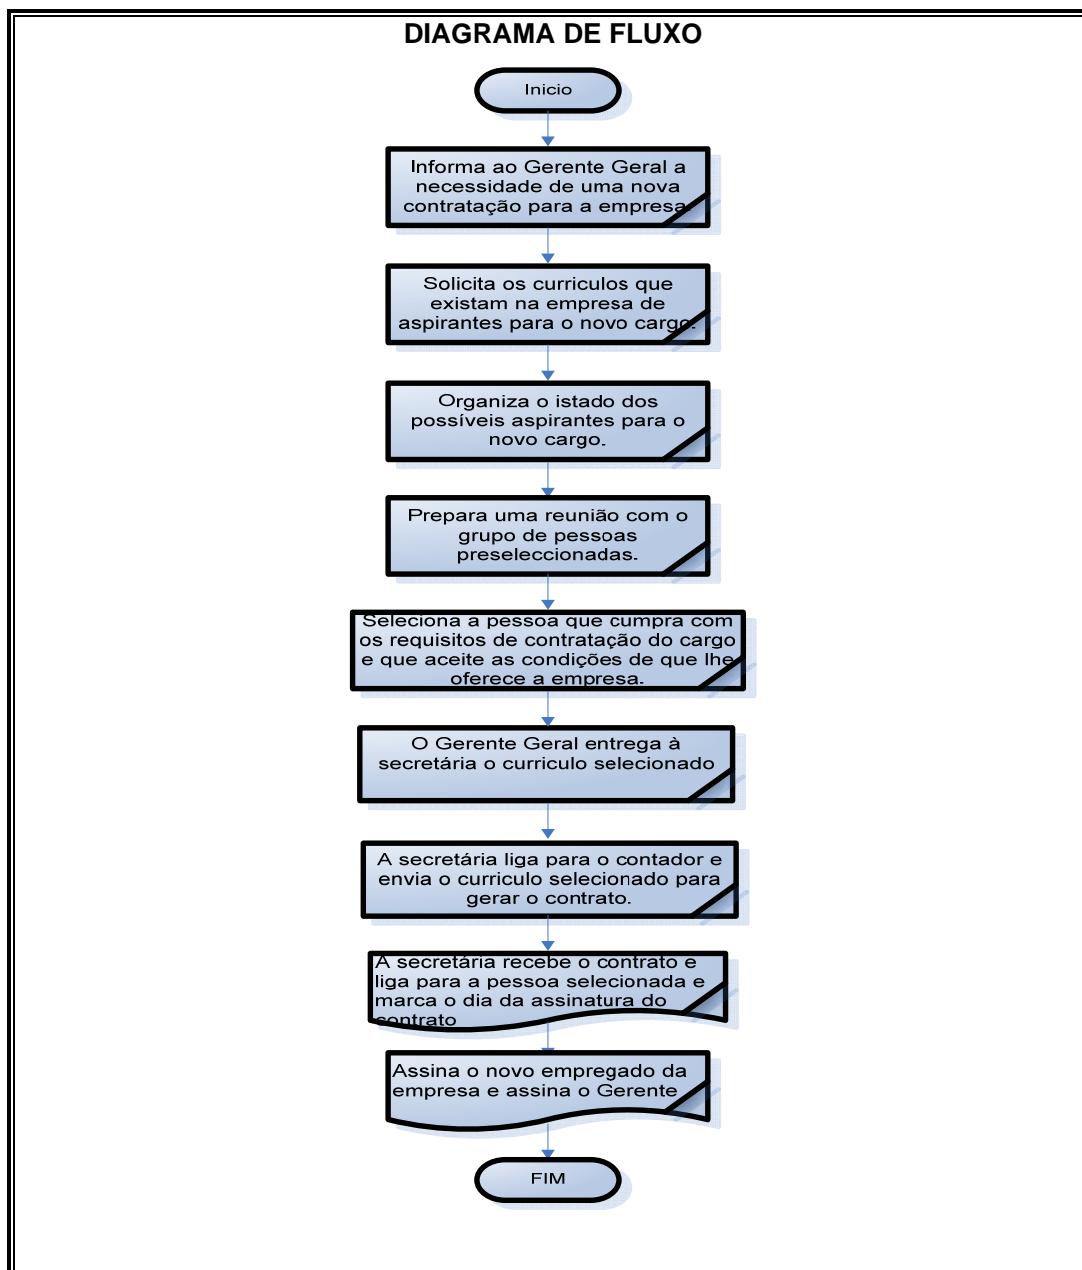 DIAGRAMA DE FLUXO
Inicio
Informa ao Gerente Geral a
necessidade de uma nova
contratação para a empresa.
Solicita os curriculos que
existam na empresa de
aspirantes para o novo cargo.
Organiza o istado dos
possíveis aspirantes para o
novo cargo.
Prepara uma reunião com o
grupo de pessoas
preseleccionadas.
Seleciona a pessoa que cumpra com
os requisitos de contratação do cargo
e que aceite as condições de que lhe
oferece a empresa.
O Gerente Geral entrega à
secretária o curriculo selecionado
A secretária liga para o contador e
envia o curriculo selecionado para
gerar o contrato.
A secretária recebe o contrato e
liga para a pessoa selecionada e
marca o dia da assinatura do
contrato
Assina o novo empregado da
empresa e assina o Gerente
FIM